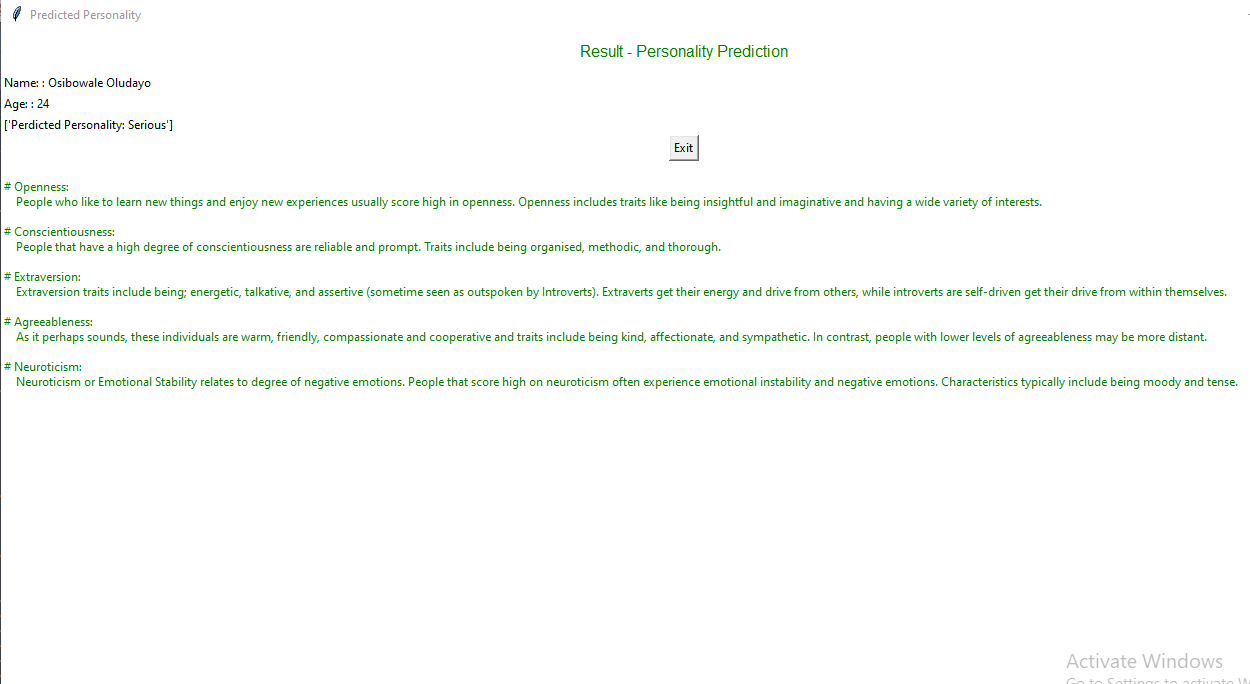 Predicted Personality
Result - Personality Prediction
Name: : Osibowale Oludayo
Age: : 24
['Perdicted Personality: Serious']
Exit
# Openness:
People who like to learn new things and enjoy new experiences usually score high in openness. Openness includes traits like being insightful and imaginative and having a wide variety of interests.
# Conscientiousness:
People that have a high degree of conscientiousness are reliable and prompt. Traits include being organised, methodic, and thorough.
# Extraversion:
Extraversion traits include being; energetic, talkative, and assertive (sometime seen as outspoken by Introverts). Extraverts get their energy and drive from others, while introverts are self-driven get their drive from within themselves.
# Agreeableness:
As it perhaps sounds, these individuals are warm, friendly, compassionate and cooperative and traits include being kind, affectionate, and sympathetic. In contrast, people with lower levels of agreeableness may be more distant.
# Neuroticism:
Neuroticism or Emotional Stability relates to degree of negative emotions. People that score high on neuroticism often experience emotional instability and negative emotions. Characteristics typically include being moody and tense.
Activate Windows
Go to Settings to activate W